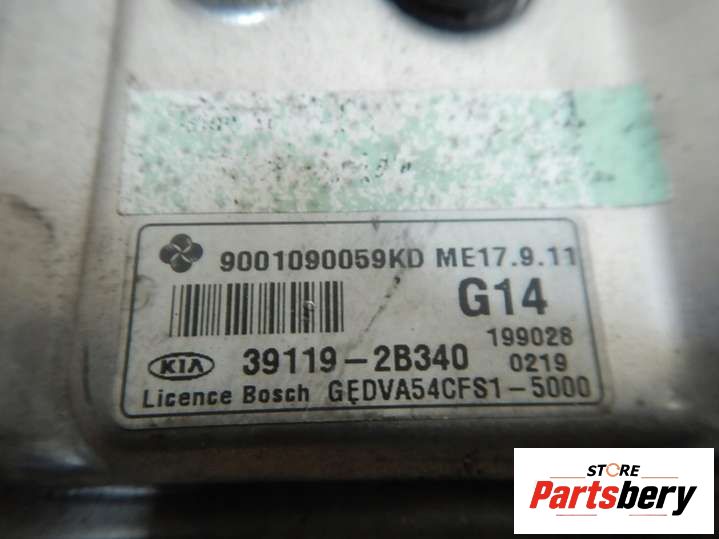 9001090059KD ME17.9.11
G14
199028
KIA 39119-2B340 0219
Licence Bosch GEDVA54CFS1-5000
STORE
Partsbery